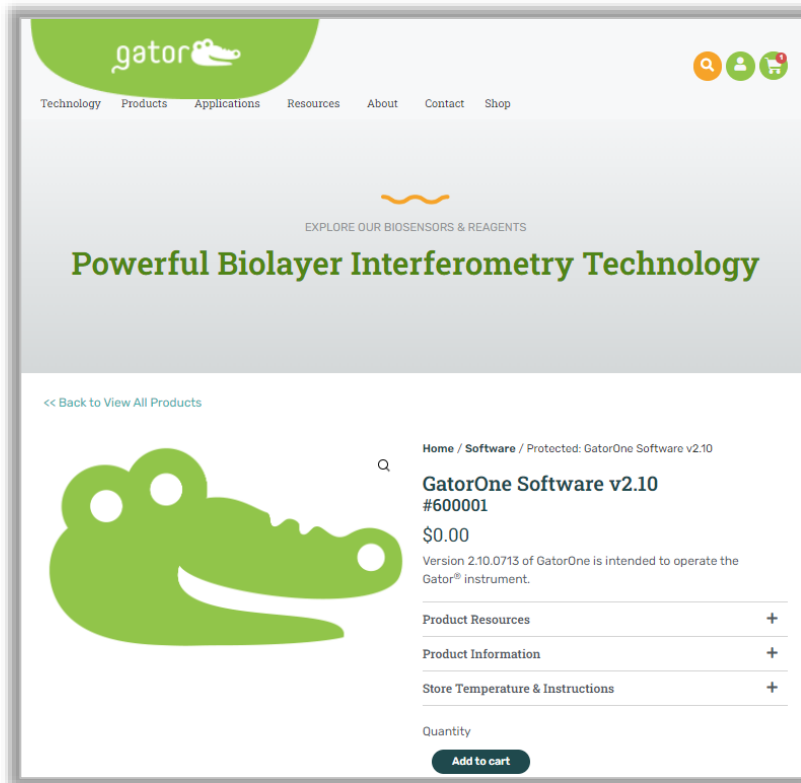 gator
1
Technology Products Applications Resources About Contact Shop
EXPLORE OUR BIOSENSORS & REAGENTS
Powerful Biolayer Interferometry Technology
<< Back to View All Products
Home / Software / Protected: GatorOne Software v2.10
GatorOne Software v2.10
#600001
$0.00
Version 2.10.0713 of GatorOne is intended to operate the
Gator® instrument.
Product Resources +
Product Information +
Store Temperature & Instructions +
Quantity
Add to cart